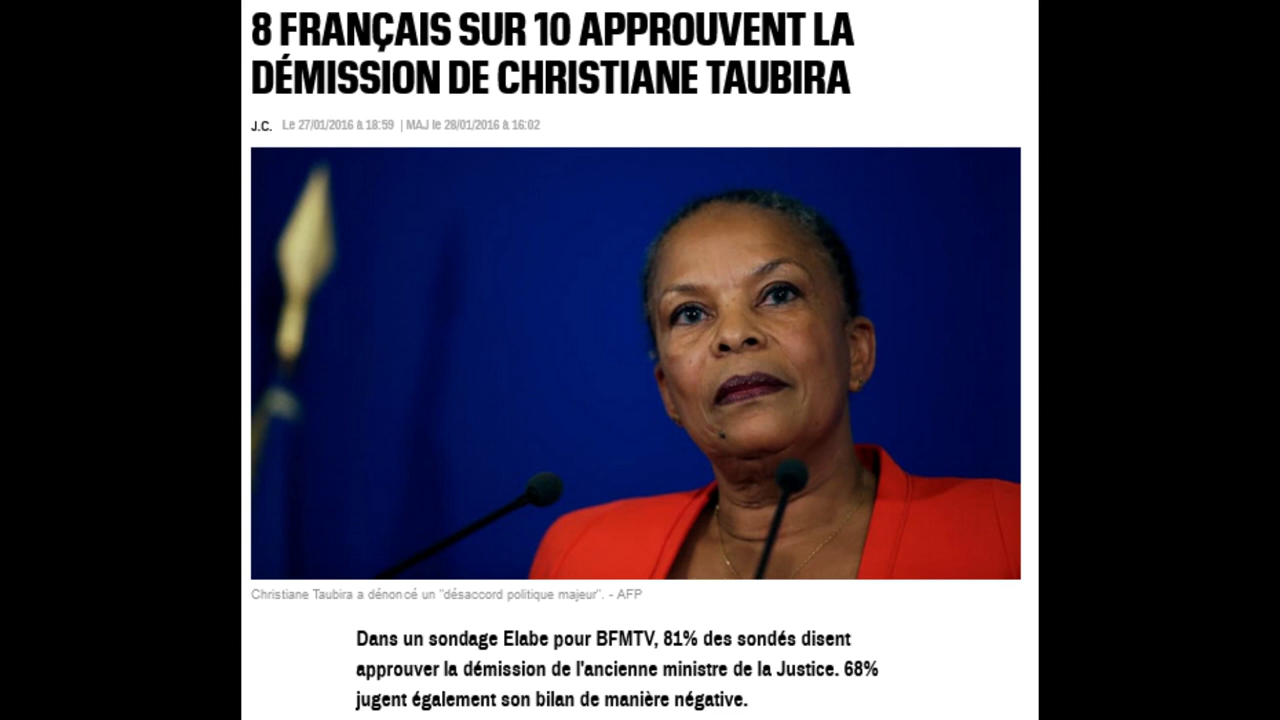 8 FRANÇAIS SUR 10 APPROUVENT LA
DÉMISSION DE CHRISTIANE TAUBIRA
J.C. Le 27/01/2016 à 18:59 | MAJ le 28/01/2016 à 16:02
Christiane Taubira a dénoncé un "désaccord politique majeur". - AFP
Dans un sondage Elabe pour BFMTV, 81% des sondés disent
approuver la démission de l'ancienne ministre de la Justice. 68%
jugent également son bilan de manière négative.